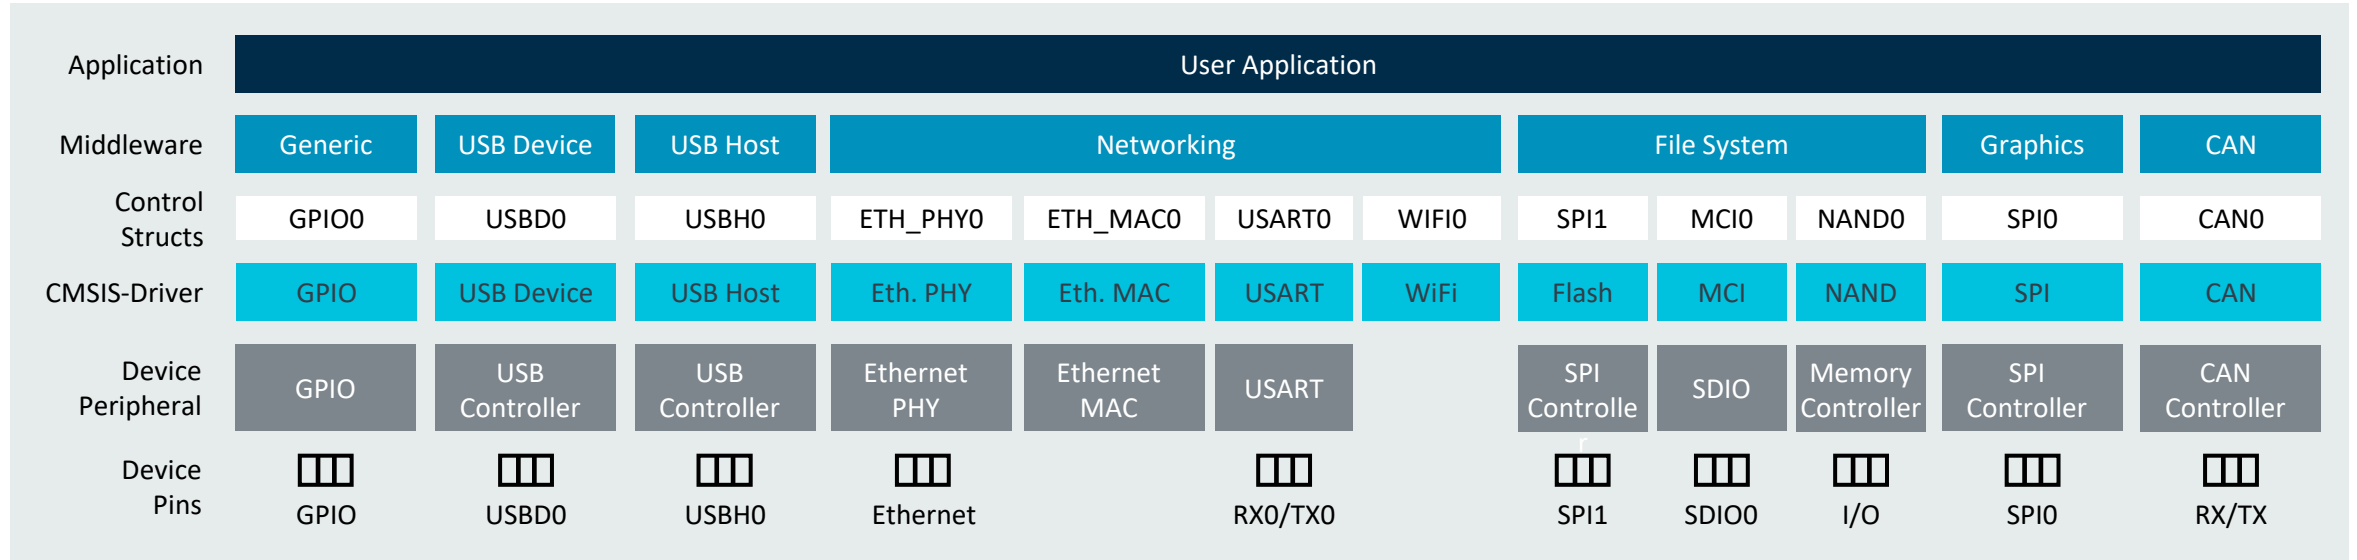 Application
User Application
Middleware
Generic
USB Device
USB Host
Networking
File System
Graphics
CAN
Control
Structs
GPIO0
USBD0
USBH0
ETH_PHY0
ETH_MAC0
USART0
WIFI0
SPI1
MCI0
NAND0
SPI0
CAN0
CMSIS-Driver
GPIO
USB Device
USB Host
Eth. PHY
Eth. MAC
USART
WiFi
Flash
MCI
NAND
SPI
CAN
Device
Peripheral
GPIO
USB
Controller
USB
Controller
Ethernet
PHY
Ethernet
MAC
USART
SPI
Controlle
r
SDIO
Memory
Controller
SPI
Controller
CAN
Controller
Device
Pins
GPIO
USBD0
USBH0
Ethernet
RX0/TX0
SPI1
SDIO0
I/O
SPI0
RX/TX